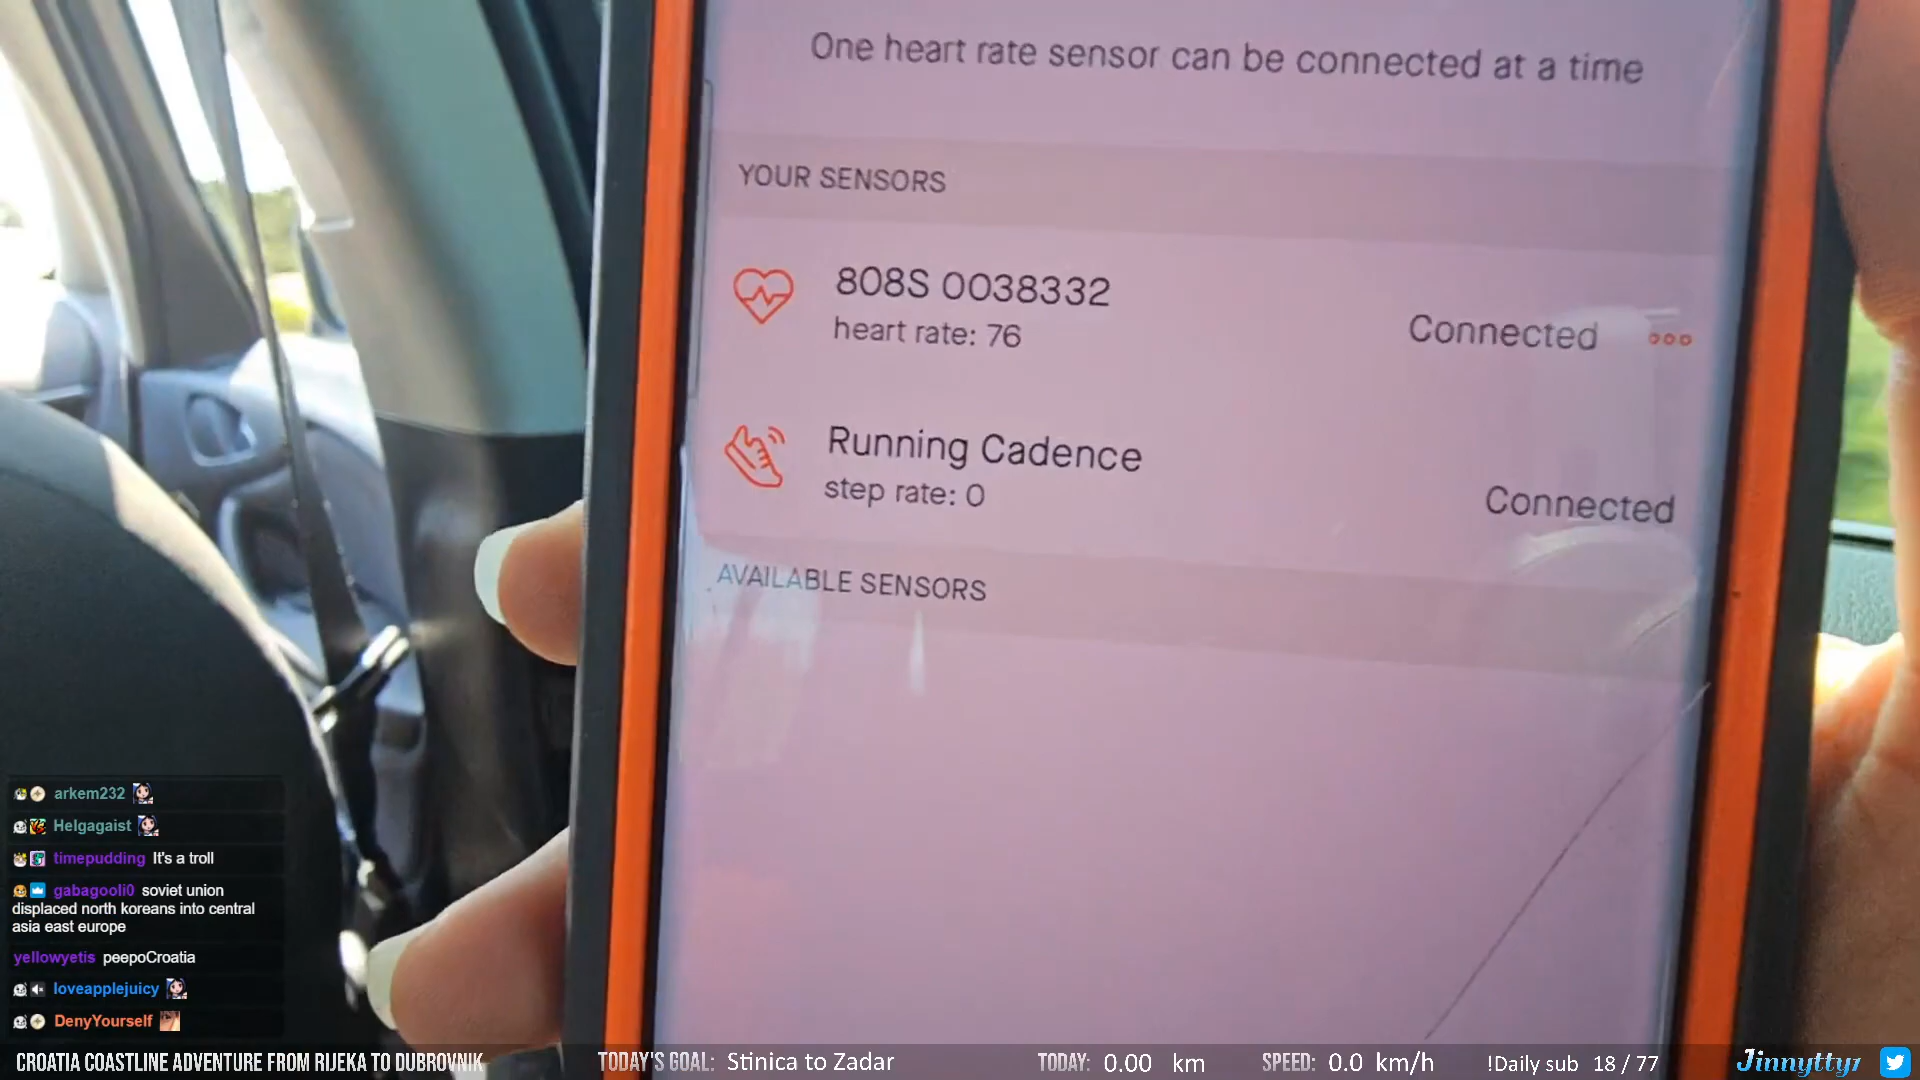 One heart rate sensor can be connected at a time
YOUR SENSORS
808S 0038332
heart rate: 76
Connected
Running Cadence
step rate: 0
Connected
AVAILABLE SENSORS
arkem232
Helgagaist
timepudding It's a troll
gabagooli0 soviet union
displaced north koreans into central
asia east europe
yellowyetis peepoCroatia
loveapplejuicy
DenyYourself
CROATIA COASTLINE ADVENTURE FROM RIJEKA TO DUBROVNIK TODAY'S GOAL: Stinica to Zadar TODAY: 0.00 km SPEED: 0.0 km/h !Daily sub 18 / 77 Jinnytty1